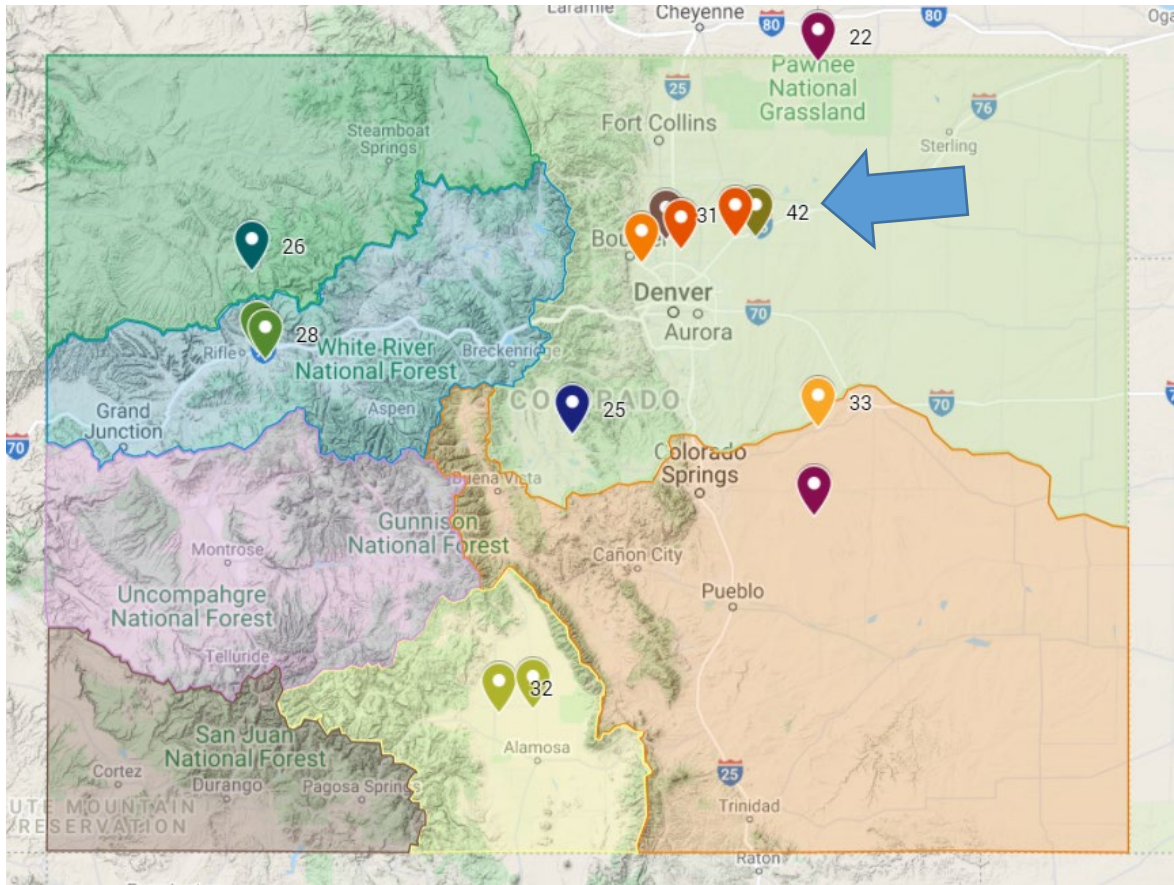 Laramie
Cheyenne
80
80
Oga
22
Pawnee
National
Grassland
25
76
Fort Collins
Steamboat
Springs
Sterling
31
42
26
Denver
Aurora
70
28
Rifle
White River
National Forest
Breckenridge
25
COLORADO
33
70
Aspen
Grand
Junction
70
Colorado
Springs
Buena Vista
Gunnison
National Forest
Montrose
Cañon City
Uncompahgre
National Forest
Pueblo
Telluride
32
San Juan
National Forest
Alamosa
Cortez
Durango
Pagosa Springs
25
UTE MOUNTAIN
RESERVATION
Trinidad
Raton